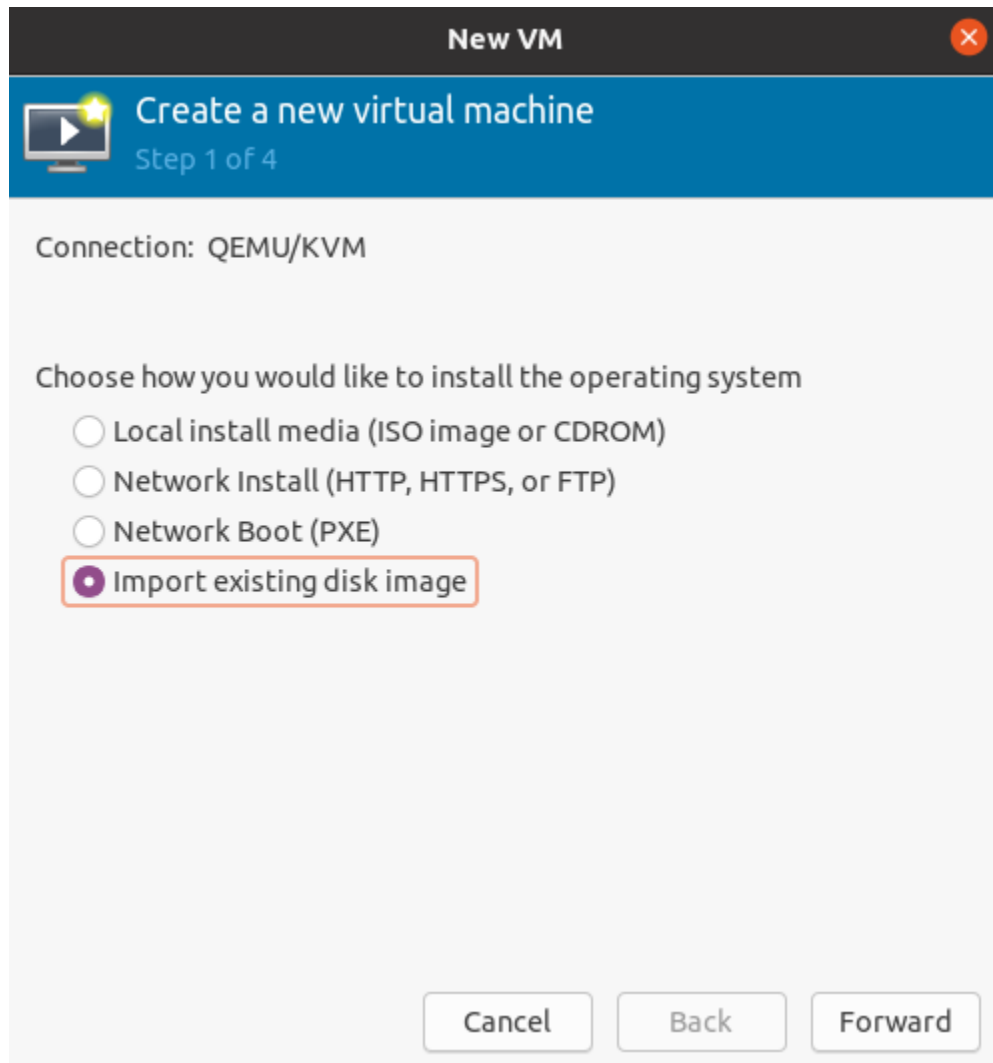 New VM
Create a new virtual machine
Step 1 of 4
Connection: QEMU/KVM
Choose how you would like to install the operating system
Local install media (ISO image or CDROM)
Network Install (HTTP, HTTPS, or FTP)
Network Boot (PXE)
Import existing disk image
Cancel Back Forward